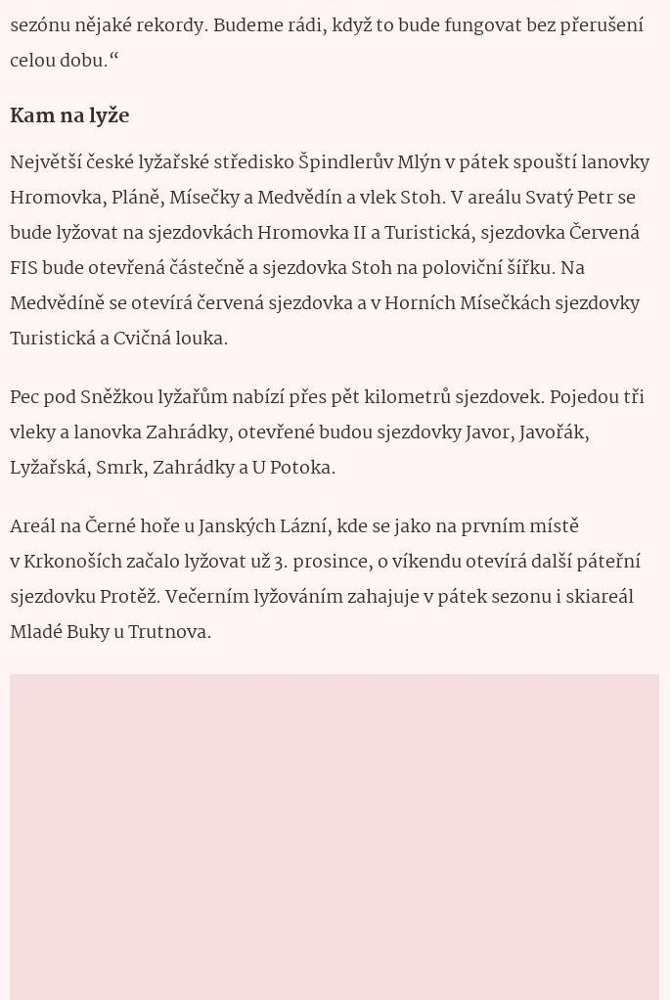 sezónu nějaké rekordy. Budeme rádi, když to bude fungovat bez přerušení
celou dobu.“
Kam na lyže
Největší české lyžařské středisko Špindlerův Mlýn v pátek spouští lanovky
Hromovka, Pláně, Mísečky a Medvědín a vlek Stoh. V areálu Svatý Petr se
bude lyžovat na sjezdovkách Hromovka II a Turistická, sjezdovka Červená
FIS bude otevřená částečně a sjezdovka Stoh na poloviční šířku. Na
Medvědíně se otevírá červená sjezdovka a v Horních Mísečkách sjezdovky
Turistická a Cvičná louka.
Pec pod Sněžkou lyžařům nabízí přes pět kilometrů sjezdovek. Pojedou tři
vleky a lanovka Zahrádky, otevřené budou sjezdovky Javor, Javořák,
Lyžařská, Smrk, Zahrádky a U Potoka.
Areál na Černé hoře u Janských Lázní, kde se jako na prvním místě
v Krkonoších začalo lyžovat už 3. prosince, o víkendu otevírá další páteřní
sjezdovku Protěž. Večerním lyžováním zahajuje v pátek sezonu i skiareál
Mladé Buky u Trutnova.